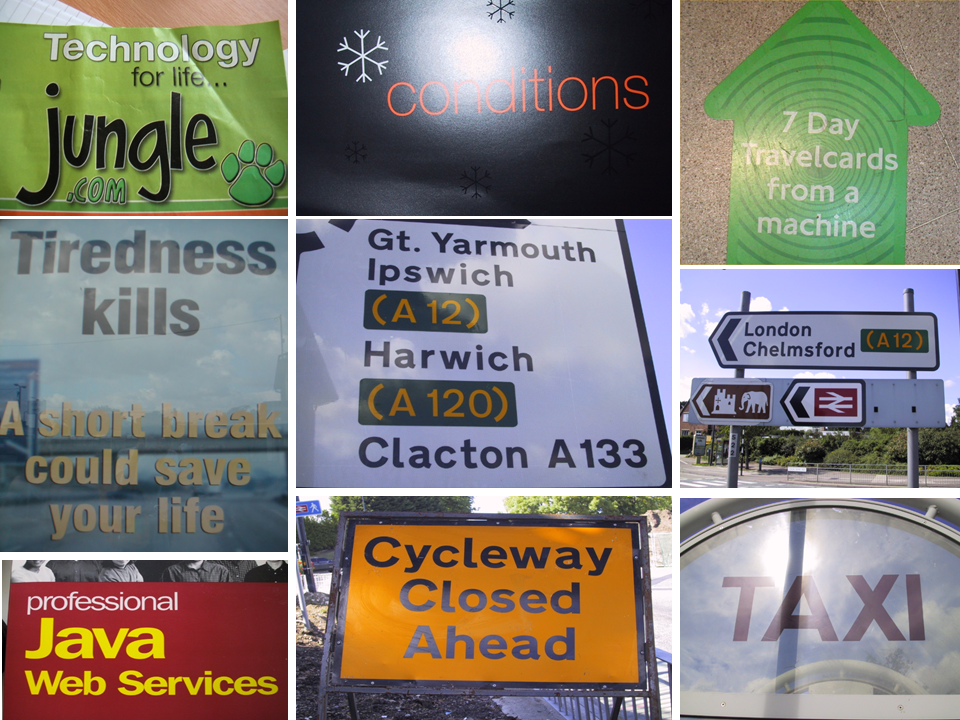 Technology
for life...
jungle
.COM
conditions
7 Day
Travelcards
from a
machine
Tiredness
kills
A short break
could save
your life
Gt. Yarmouth
Ipswich
(A 12)
Harwich
(A 120)
Clacton A133
London
Chelmsford (A12)
professional
Java
Web Services
Cycleway
Closed
Ahead
TAXI